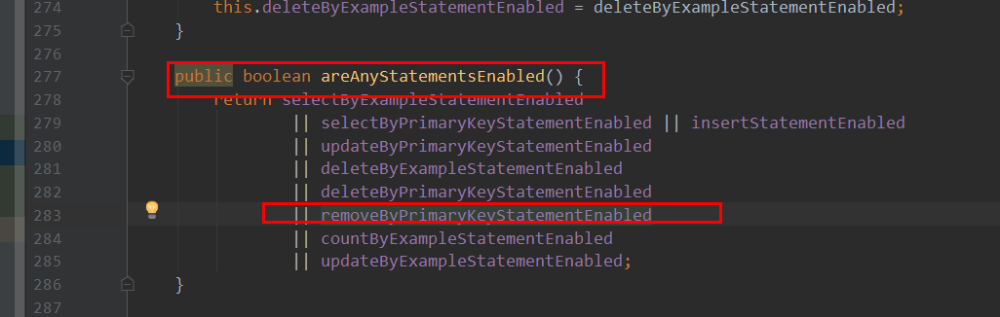 274 this.deleteByExampleStatementEnabled = deleteByExampleStatementEnabled;
275 }
276
277 public boolean areAnyStatementsEnabled() {
278 return selectByExampleStatementEnabled
279 || selectByPrimaryKeyStatementEnabled || insertStatementEnabled
280 || updateByPrimaryKeyStatementEnabled
281 || deleteByExampleStatementEnabled
282 || deleteByPrimaryKeyStatementEnabled
283 || removeByPrimaryKeyStatementEnabled
284 || countByExampleStatementEnabled
285 || updateByExampleStatementEnabled;
286 }
287